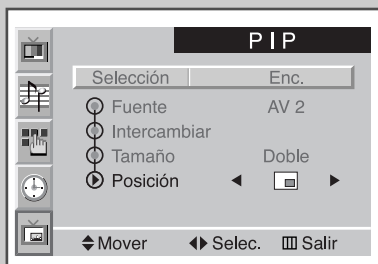 PIP
Selección Enc.
Fuente AV 2
Intercambiar
Tamaño Doble
Posición
Mover Selec. Salir